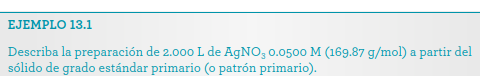 EJEMPLO 13.1
Describa la preparación de 2.000 L de AgNO₃ 0.0500 M (169.87 g/mol) a partir del
sólido de grado estándar primario (o patrón primario).